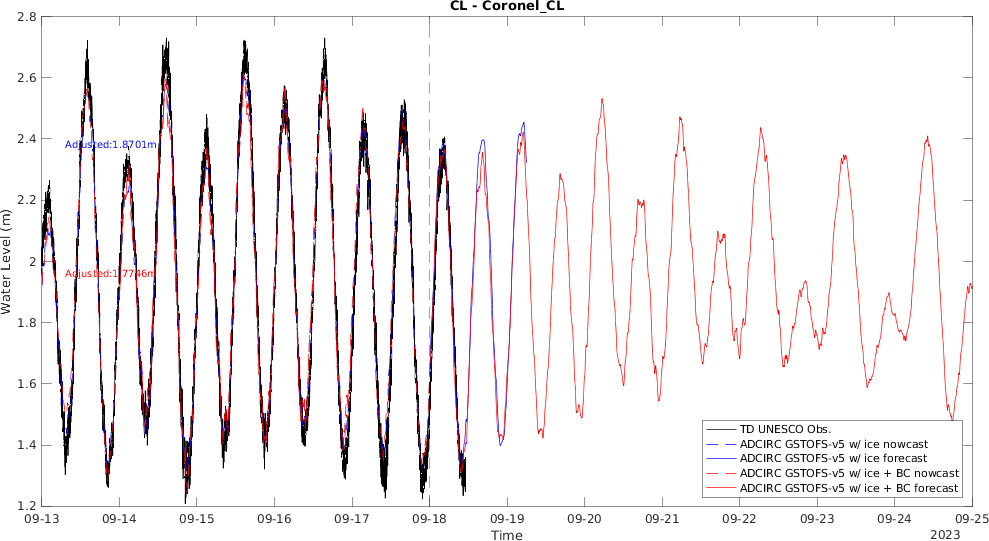 CL - Coronel_CL
2.8
2.6
2.4
2.2
2
1.8
1.6
1.4
1.2
Water Level (m)
Adjusted:1.8701m
Adjusted:1.7746m
TD UNESCO Obs.
ADCIRC GSTOFS-v5 w/ ice nowcast
ADCIRC GSTOFS-v5 w/ ice forecast
ADCIRC GSTOFS-v5 w/ ice + BC nowcast
ADCIRC GSTOFS-v5 w/ ice + BC forecast
09-13 09-14 09-15 09-16 09-17 09-18 09-19 09-20 09-21 09-22 09-23 09-24 09-25
Time
2023